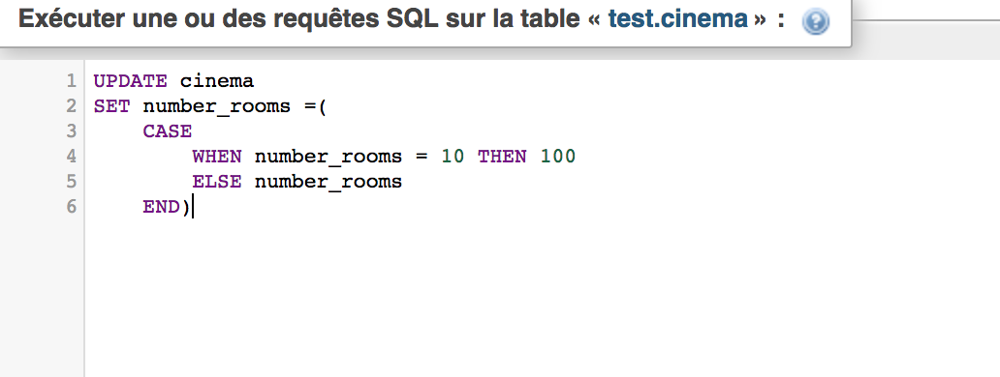 Exécuter une ou des requêtes SQL sur la table « test.cinema » :
1 UPDATE cinema
2 SET number_rooms =(
3 CASE
4 WHEN number_rooms = 10 THEN 100
5 ELSE number_rooms
6 END)